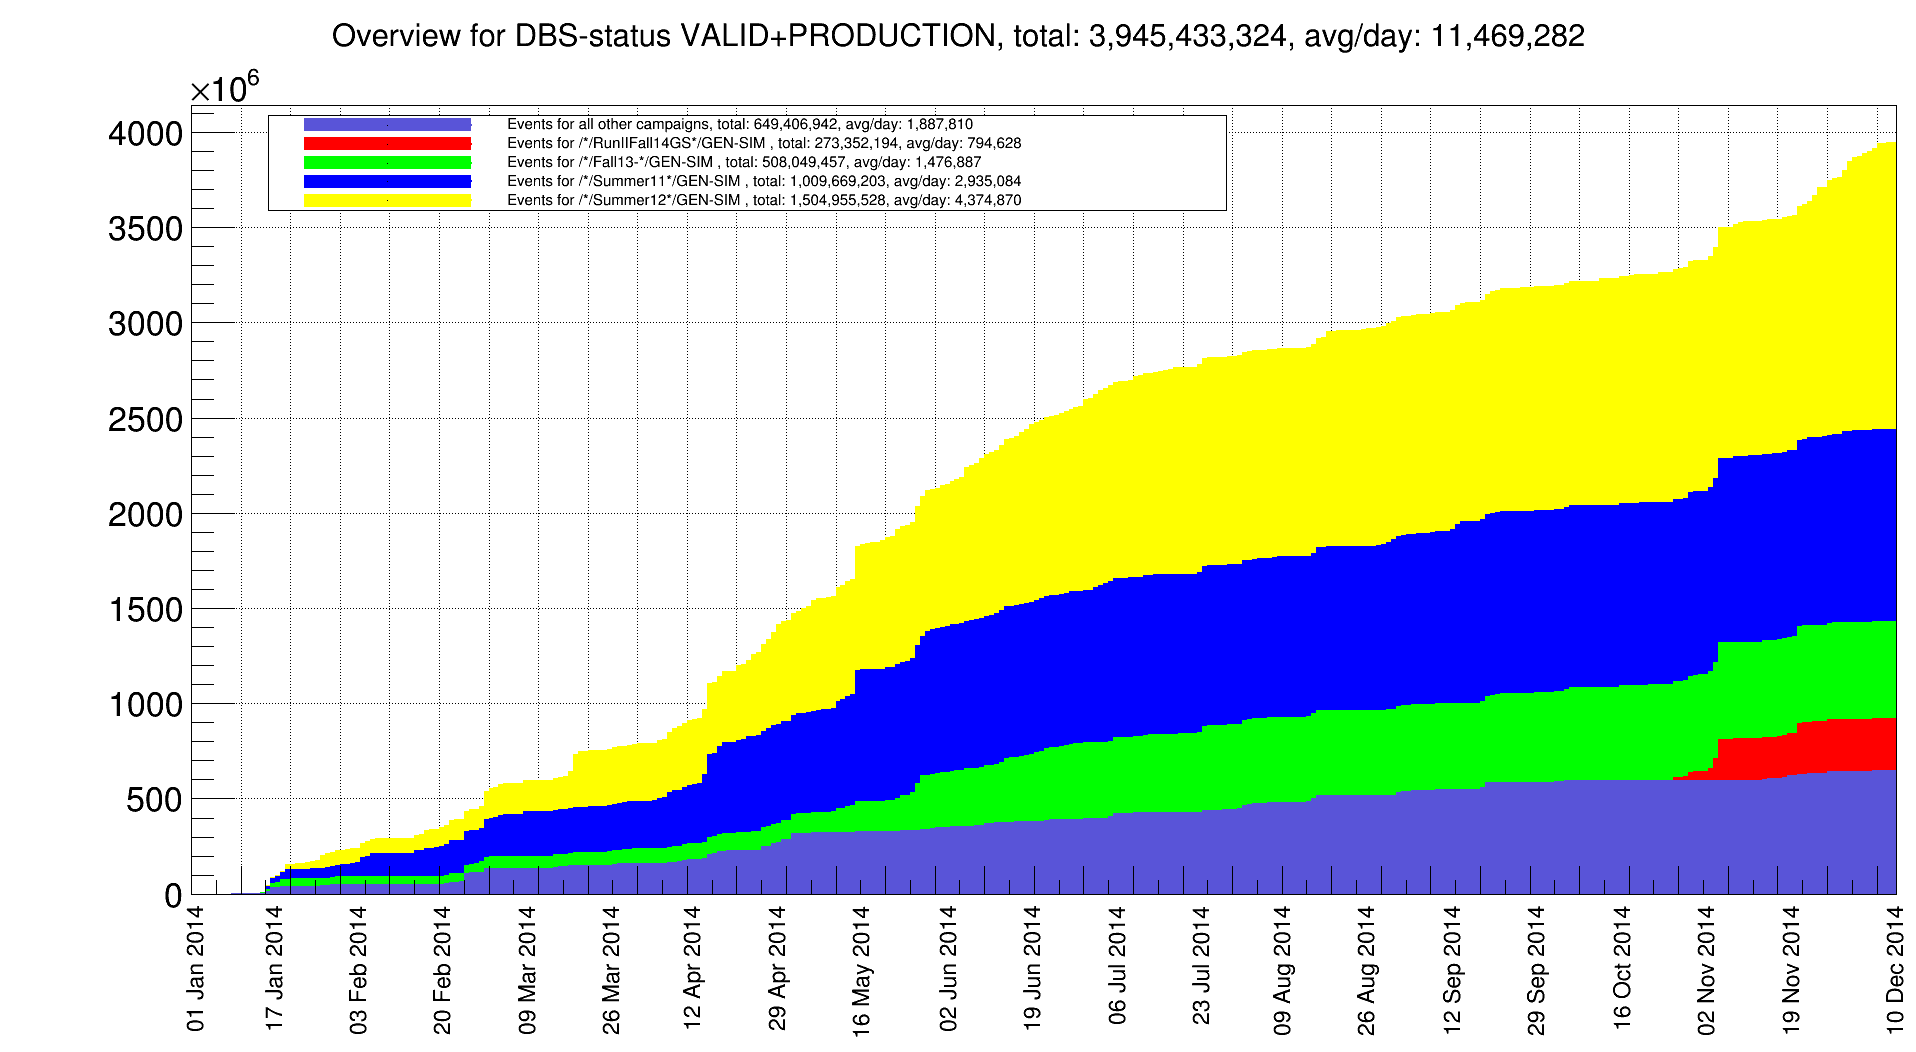 Overview for DBS-status VALID+PRODUCTION, total: 3,945,433,324, avg/day: 11,469,282
×10⁶
Events for all other campaigns, total: 649,406,942, avg/day: 1,887,810
Events for /*/RunIIFall14GS*/GEN-SIM , total: 273,352,194, avg/day: 794,628
Events for /*/Fall13-*/GEN-SIM , total: 508,049,457, avg/day: 1,476,887
Events for /*/Summer11*/GEN-SIM , total: 1,009,669,203, avg/day: 2,935,084
Events for /*/Summer12*/GEN-SIM , total: 1,504,955,528, avg/day: 4,374,870
4000
3500
3000
2500
2000
1500
1000
500
0
01 Jan 2014
17 Jan 2014
03 Feb 2014
20 Feb 2014
09 Mar 2014
26 Mar 2014
12 Apr 2014
29 Apr 2014
16 May 2014
02 Jun 2014
19 Jun 2014
06 Jul 2014
23 Jul 2014
09 Aug 2014
26 Aug 2014
12 Sep 2014
29 Sep 2014
16 Oct 2014
02 Nov 2014
19 Nov 2014
10 Dec 2014